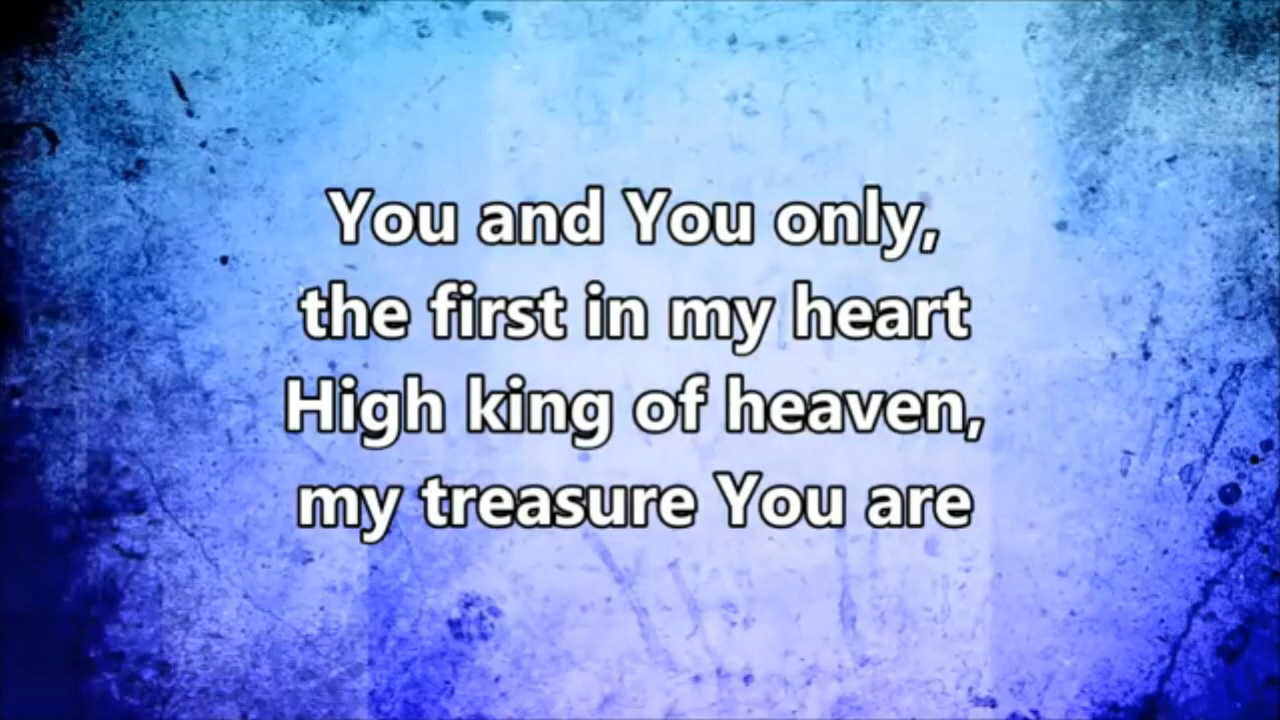 You and You only,
the first in my heart
High king of heaven,
my treasure You are